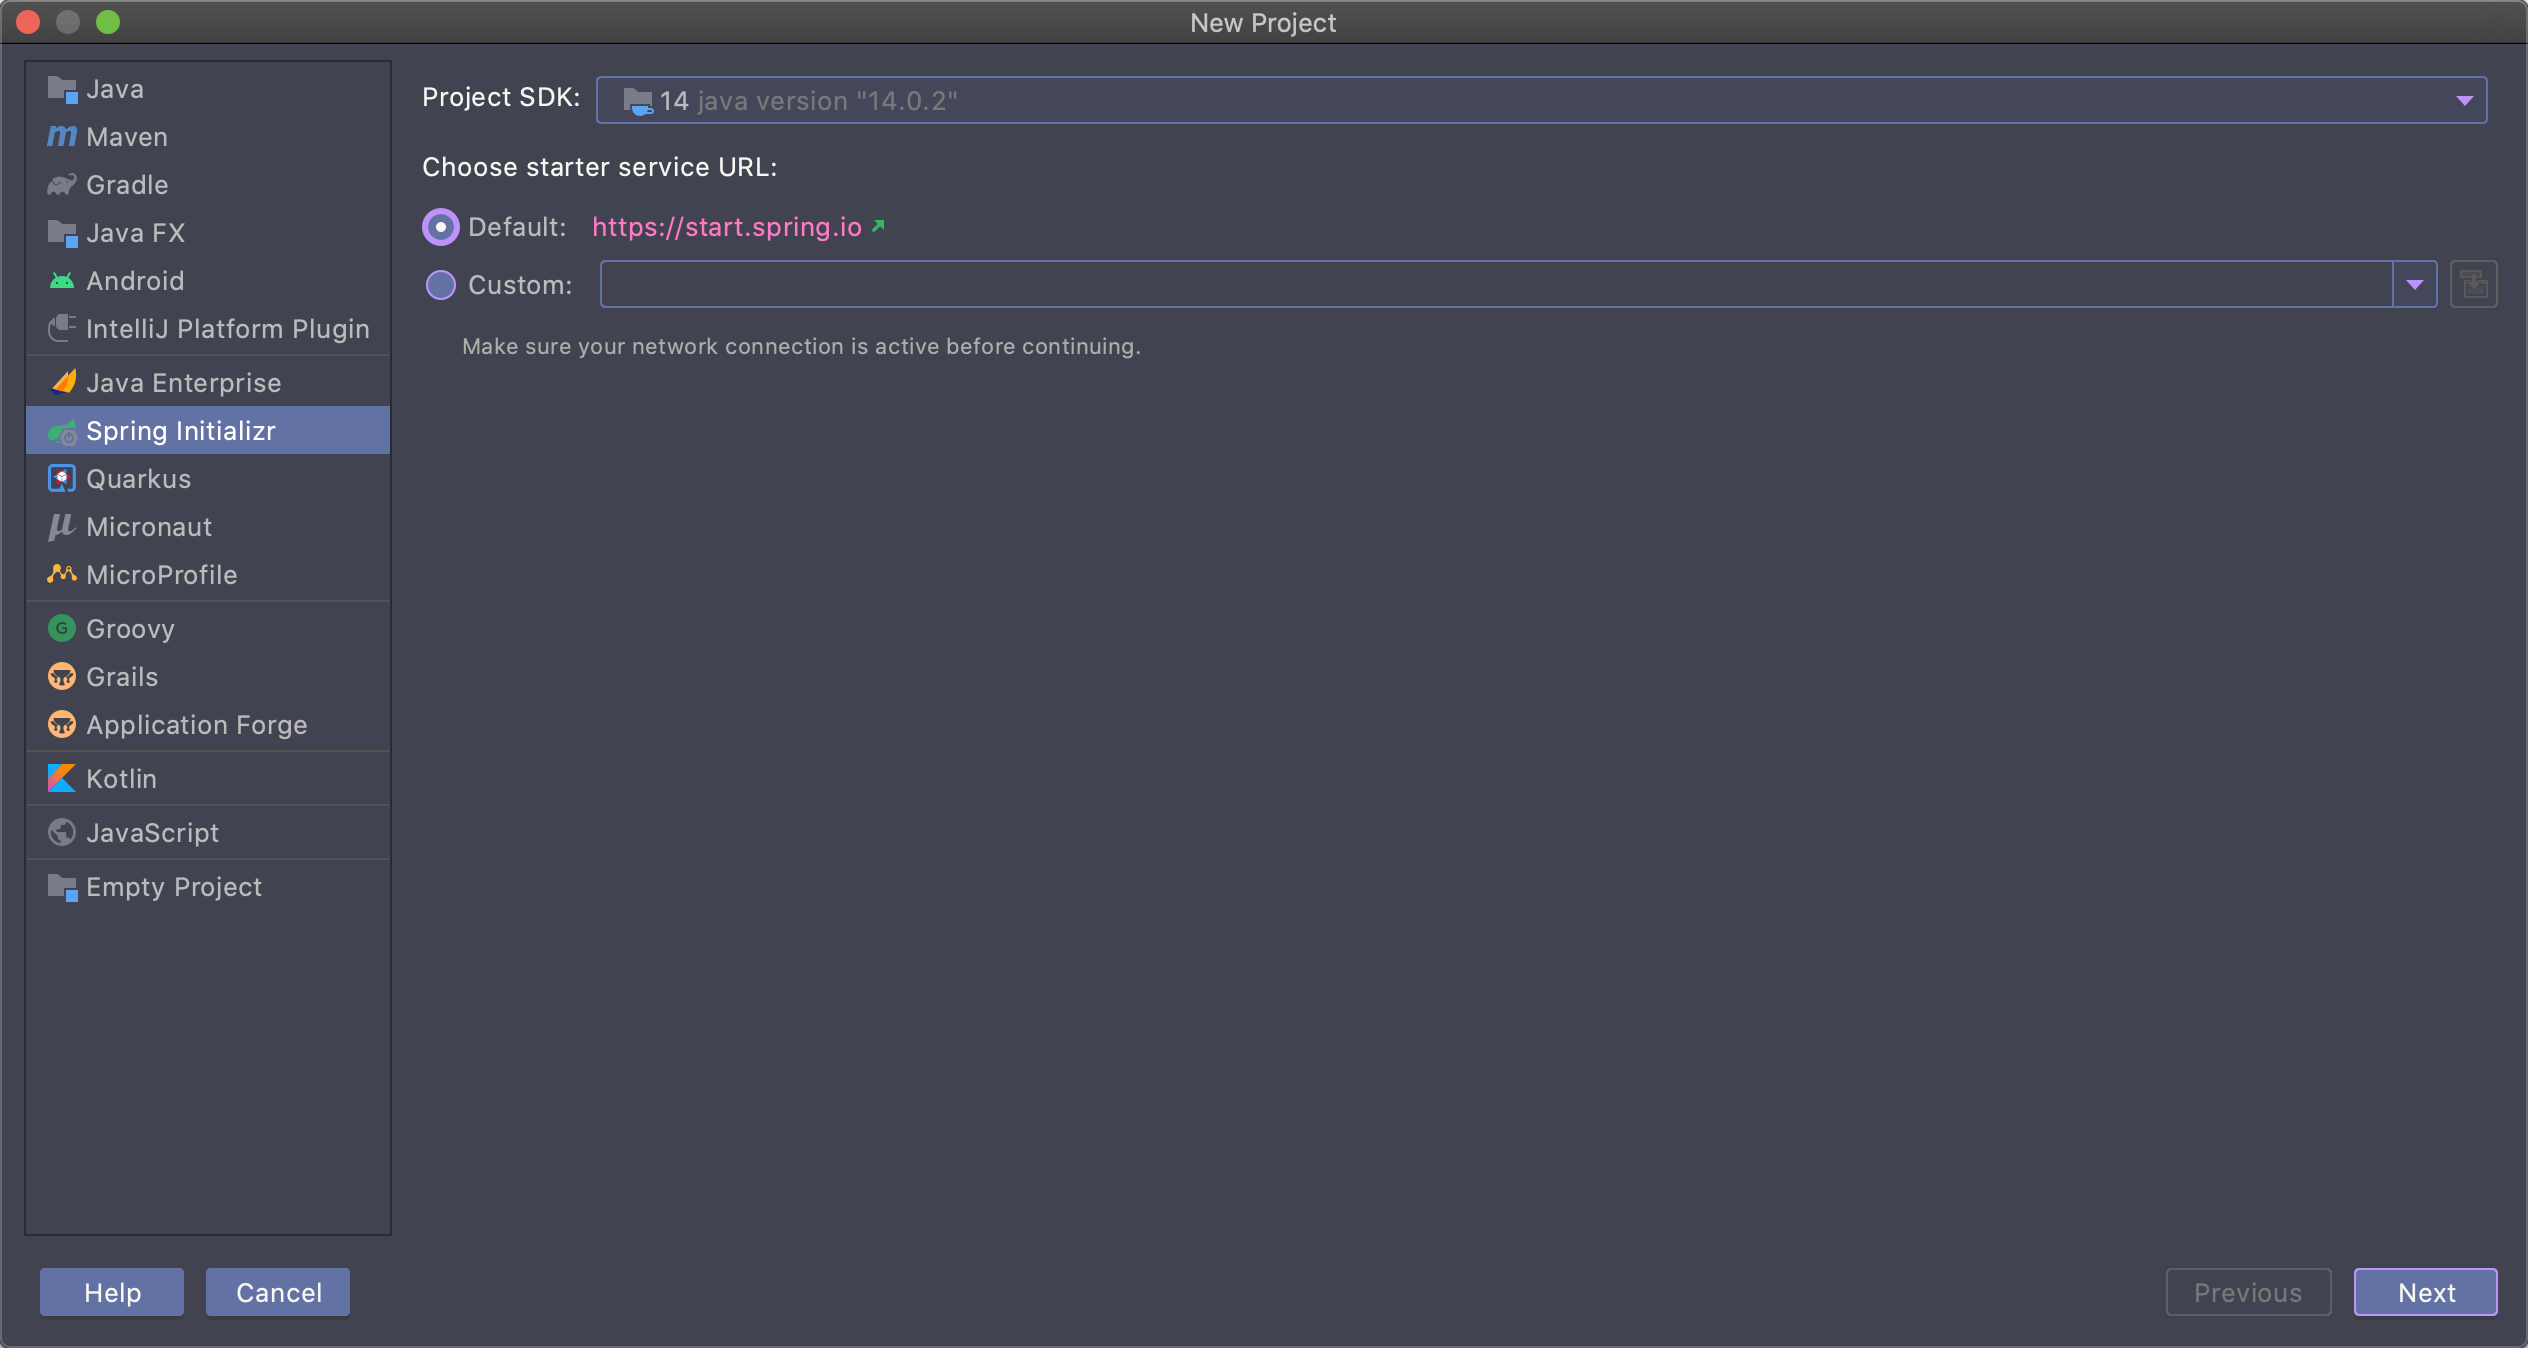 New Project
Java
Maven
Gradle
Java FX
Android
IntelliJ Platform Plugin
Java Enterprise
Spring Initializr
Quarkus
Micronaut
MicroProfile
G Groovy
Grails
Application Forge
Kotlin
JavaScript
Empty Project
Project SDK: 14 java version "14.0.2"
Choose starter service URL:
Default: https://start.spring.io
Custom:
Make sure your network connection is active before continuing.
Help Cancel Previous Next